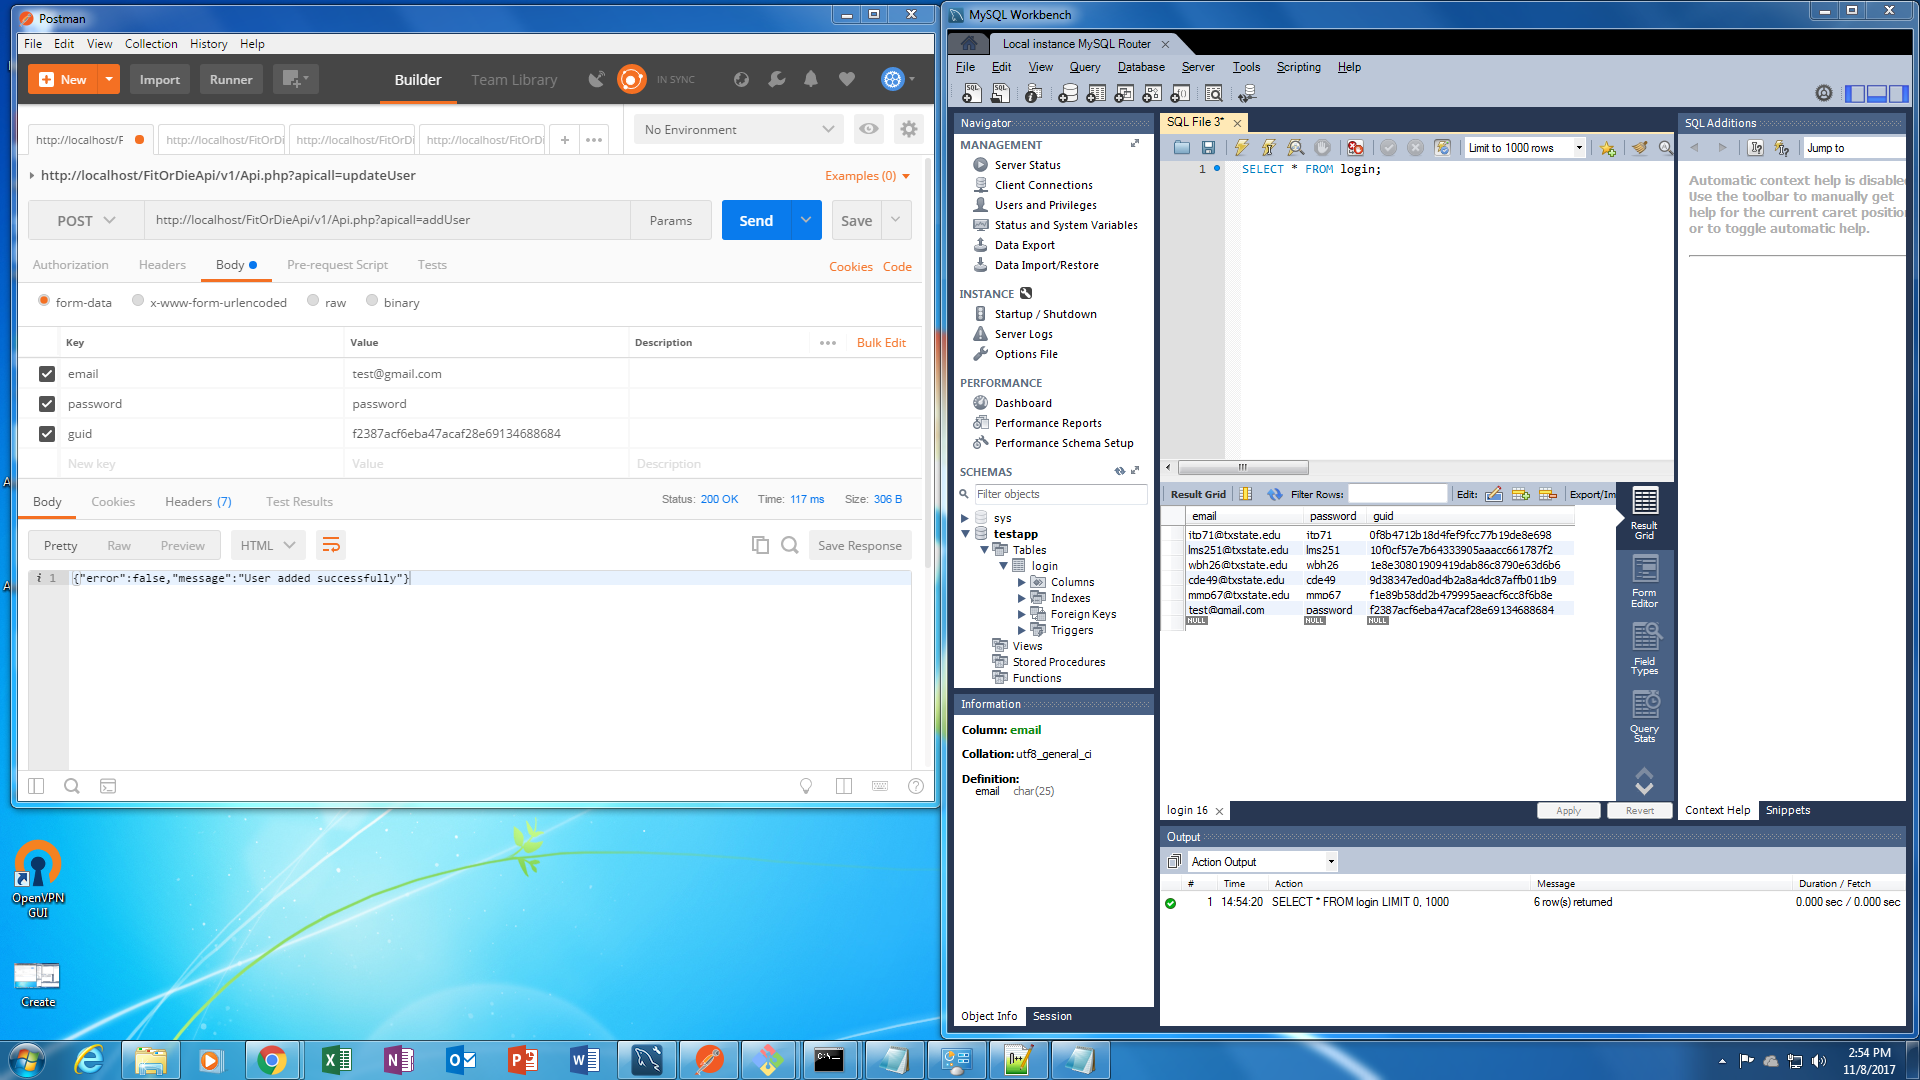 Postman
File Edit View Collection History Help
New Import Runner Builder Team Library IN SYNC
http://localhost/F http://localhost/FitOrDi http://localhost/FitOrDi http://localhost/FitOrDi + ••• No Environment
http://localhost/FitOrDieApi/v1/Api.php?apicall=updateUser Examples (0)
POST http://localhost/FitOrDieApi/v1/Api.php?apicall=addUser Params Send Save
Authorization Headers Body Pre-request Script Tests Cookies Code
form-data x-www-form-urlencoded raw binary
Key Value Description ••• Bulk Edit
email test@gmail.com
password password
guid f2387acf6eba47acaf28e69134688684
New key Value Description
Body Cookies Headers (7) Test Results Status: 200 OK Time: 117 ms Size: 306 B
Pretty Raw Preview HTML Save Response
i 1 {"error":false,"message":"User added successfully"}
OpenVPN
GUI
Create
MySQL Workbench
Local instance MySQL Router
File Edit View Query Database Server Tools Scripting Help
Navigator
MANAGEMENT
Server Status
Client Connections
Users and Privileges
Status and System Variables
Data Export
Data Import/Restore
INSTANCE
Startup / Shutdown
Server Logs
Options File
PERFORMANCE
Dashboard
Performance Reports
Performance Schema Setup
SCHEMAS
Filter objects
sys
testapp
Tables
login
Columns
Indexes
Foreign Keys
Triggers
Views
Stored Procedures
Functions
Information
Column: email
Collation: utf8_general_ci
Definition:
email char(25)
Object Info Session
SQL File 3*
Limit to 1000 rows
1 SELECT * FROM login;
Result Grid Filter Rows: Edit: Export/Im
email password guid
itp71@txstate.edu itp71 0f8b4712b18d4fef9fcc77b19de8e698
lms251@txstate.edu lms251 10f0cf57e7b64333905aaacc661787f2
wbh26@txstate.edu wbh26 1e8e30801909419dab86c8790e63d6b6
cde49@txstate.edu cde49 9d38347ed0ad4b2a8a4dc87affb011b9
mmp67@txstate.edu mmp67 f1e89b58dd2b479995aeacf6cc8f6b8e
test@gmail.com password f2387acf6eba47acaf28e69134688684
NULL NULL NULL
Result
Grid
Form
Editor
Field
Types
Query
Stats
login 16 Apply Revert
SQL Additions
Jump to
Automatic context help is disable
Use the toolbar to manually get
help for the current caret position
or to toggle automatic help.
Context Help Snippets
Output
Action Output
# Time Action Message Duration / Fetch
1 14:54:20 SELECT * FROM login LIMIT 0, 1000 6 row(s) returned 0.000 sec / 0.000 sec
2:54 PM
11/8/2017